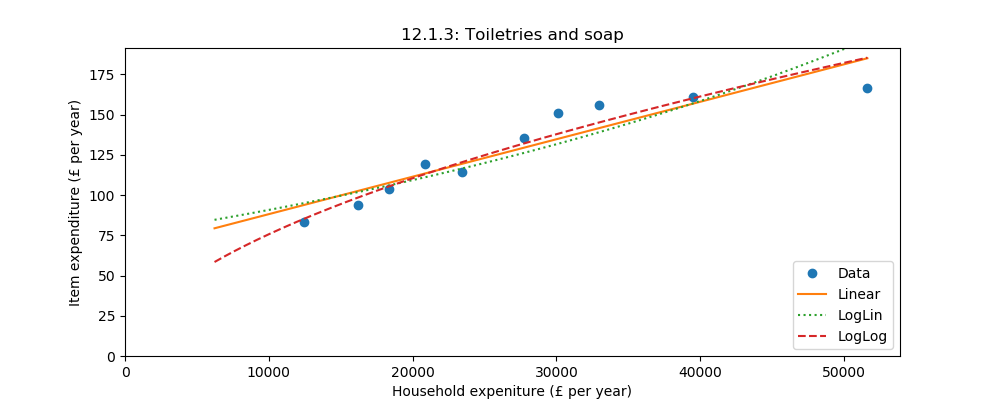 12.1.3: Toiletries and soap
Item expenditure (£ per year)
175
150
125
100
75
50
25
0
0 10000 20000 30000 40000 50000
Household expeniture (£ per year)
Data
Linear
LogLin
LogLog